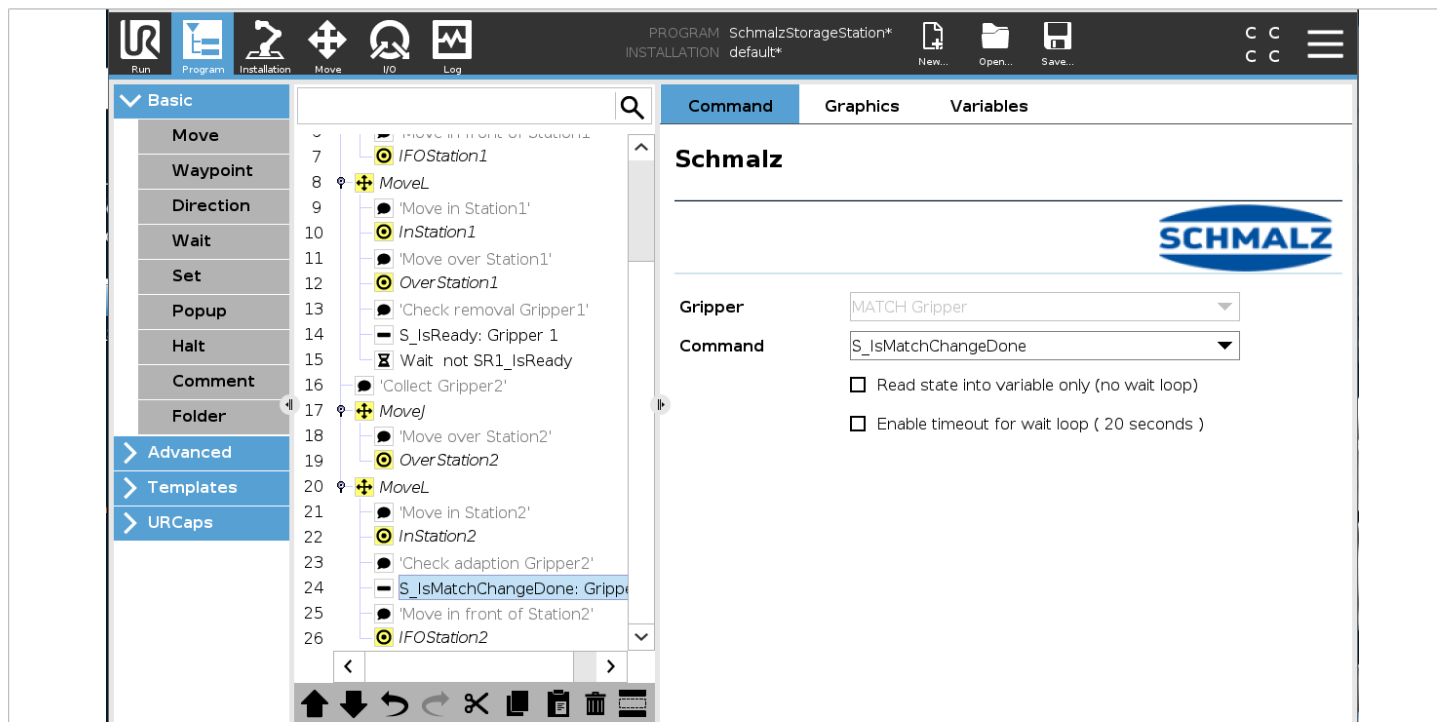 PROGRAM SchmalzStorageStation*
INSTALLATION default*
C C
C C
Run Program Installation Move I/O Log New... Open... Save...
Basic
Move
Waypoint
Direction
Wait
Set
Popup
Halt
Comment
Folder
Advanced
Templates
URCaps
'Move in front of Station1'
7 IFOStation1
8 MoveL
9 'Move in Station1'
10 InStation1
11 'Move over Station1'
12 OverStation1
13 'Check removal Gripper1'
14 S_IsReady: Gripper 1
15 Wait not SR1_IsReady
16 'Collect Gripper2'
17 MoveJ
18 'Move over Station2'
19 OverStation2
20 MoveL
21 'Move in Station2'
22 InStation2
23 'Check adaption Gripper2'
24 S_IsMatchChangeDone: Grippe
25 'Move in front of Station2'
26 IFOStation2
Command Graphics Variables
Schmalz
SCHMALZ
Gripper MATCH Gripper
Command S_IsMatchChangeDone
Read state into variable only (no wait loop)
Enable timeout for wait loop ( 20 seconds )